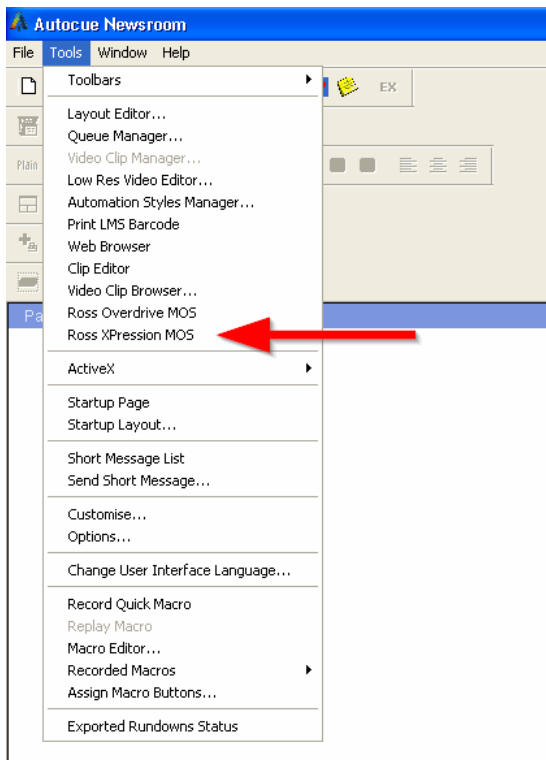 Autocue Newsroom
File Tools Window Help
Toolbars
EX
Layout Editor...
Queue Manager...
Video Clip Manager...
Plain
Low Res Video Editor...
Automation Styles Manager...
Print LMS Barcode
Web Browser
Clip Editor
Video Clip Browser...
Ross Overdrive MOS
Pa
Ross XPression MOS
ActiveX
Startup Page
Startup Layout...
Short Message List
Send Short Message...
Customise...
Options...
Change User Interface Language...
Record Quick Macro
Replay Macro
Macro Editor...
Recorded Macros
Assign Macro Buttons...
Exported Rundowns Status